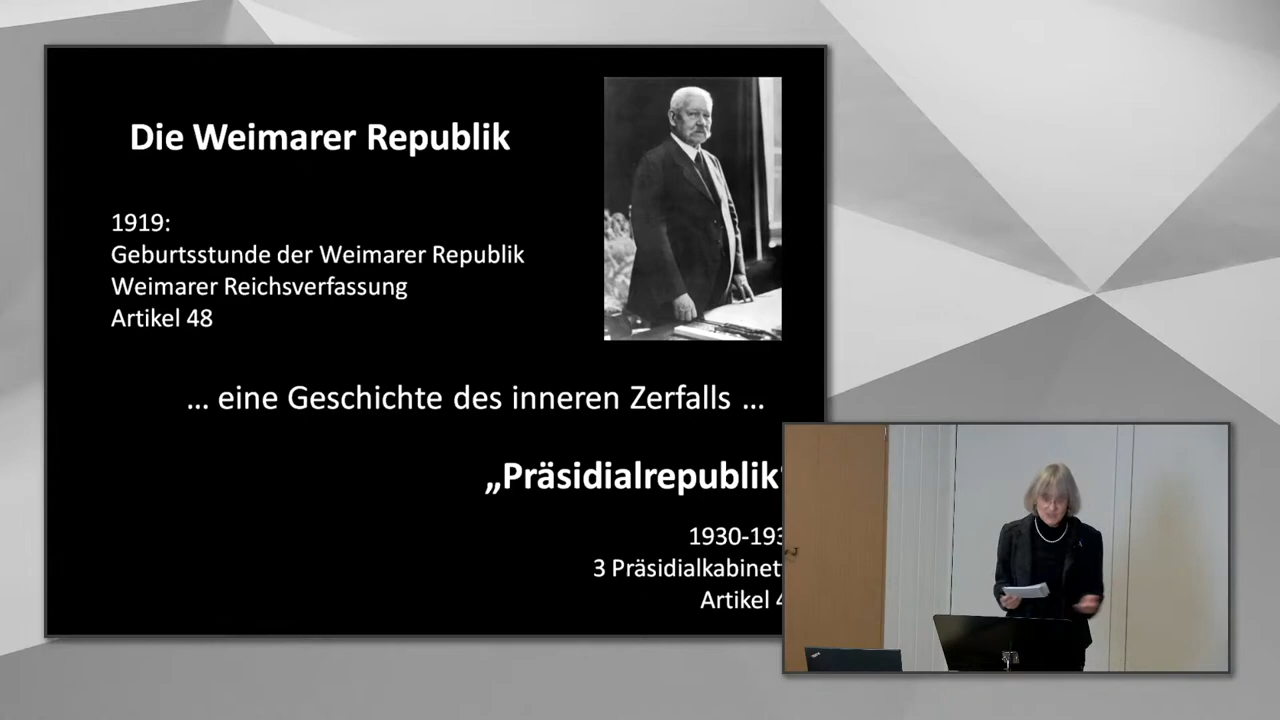 Die Weimarer Republik
1919:
Geburtsstunde der Weimarer Republik
Weimarer Reichsverfassung
Artikel 48
... eine Geschichte des inneren Zerfalls ...
„Präsidialrepublik“
1930-193
3 Präsidialkabinett
Artikel 4